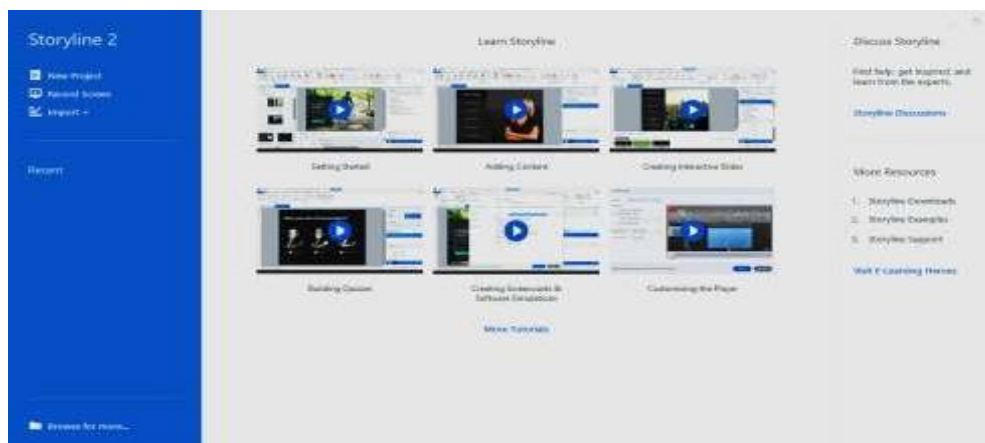 Storyline 2
New Project
Record Screen
Import
Recent
Browse for more...
Learn Storyline
Getting Started
Adding Content
Creating Interactive Slides
Building Quizzes
Creating Screencasts &
Software Simulations
Customizing the Player
More Tutorials
Discuss Storyline
Find help, get inspired, and
learn from the experts.
Storyline Discussions
More Resources
1. Storyline Downloads
2. Storyline Examples
3. Storyline Support
Visit E-Learning Heroes